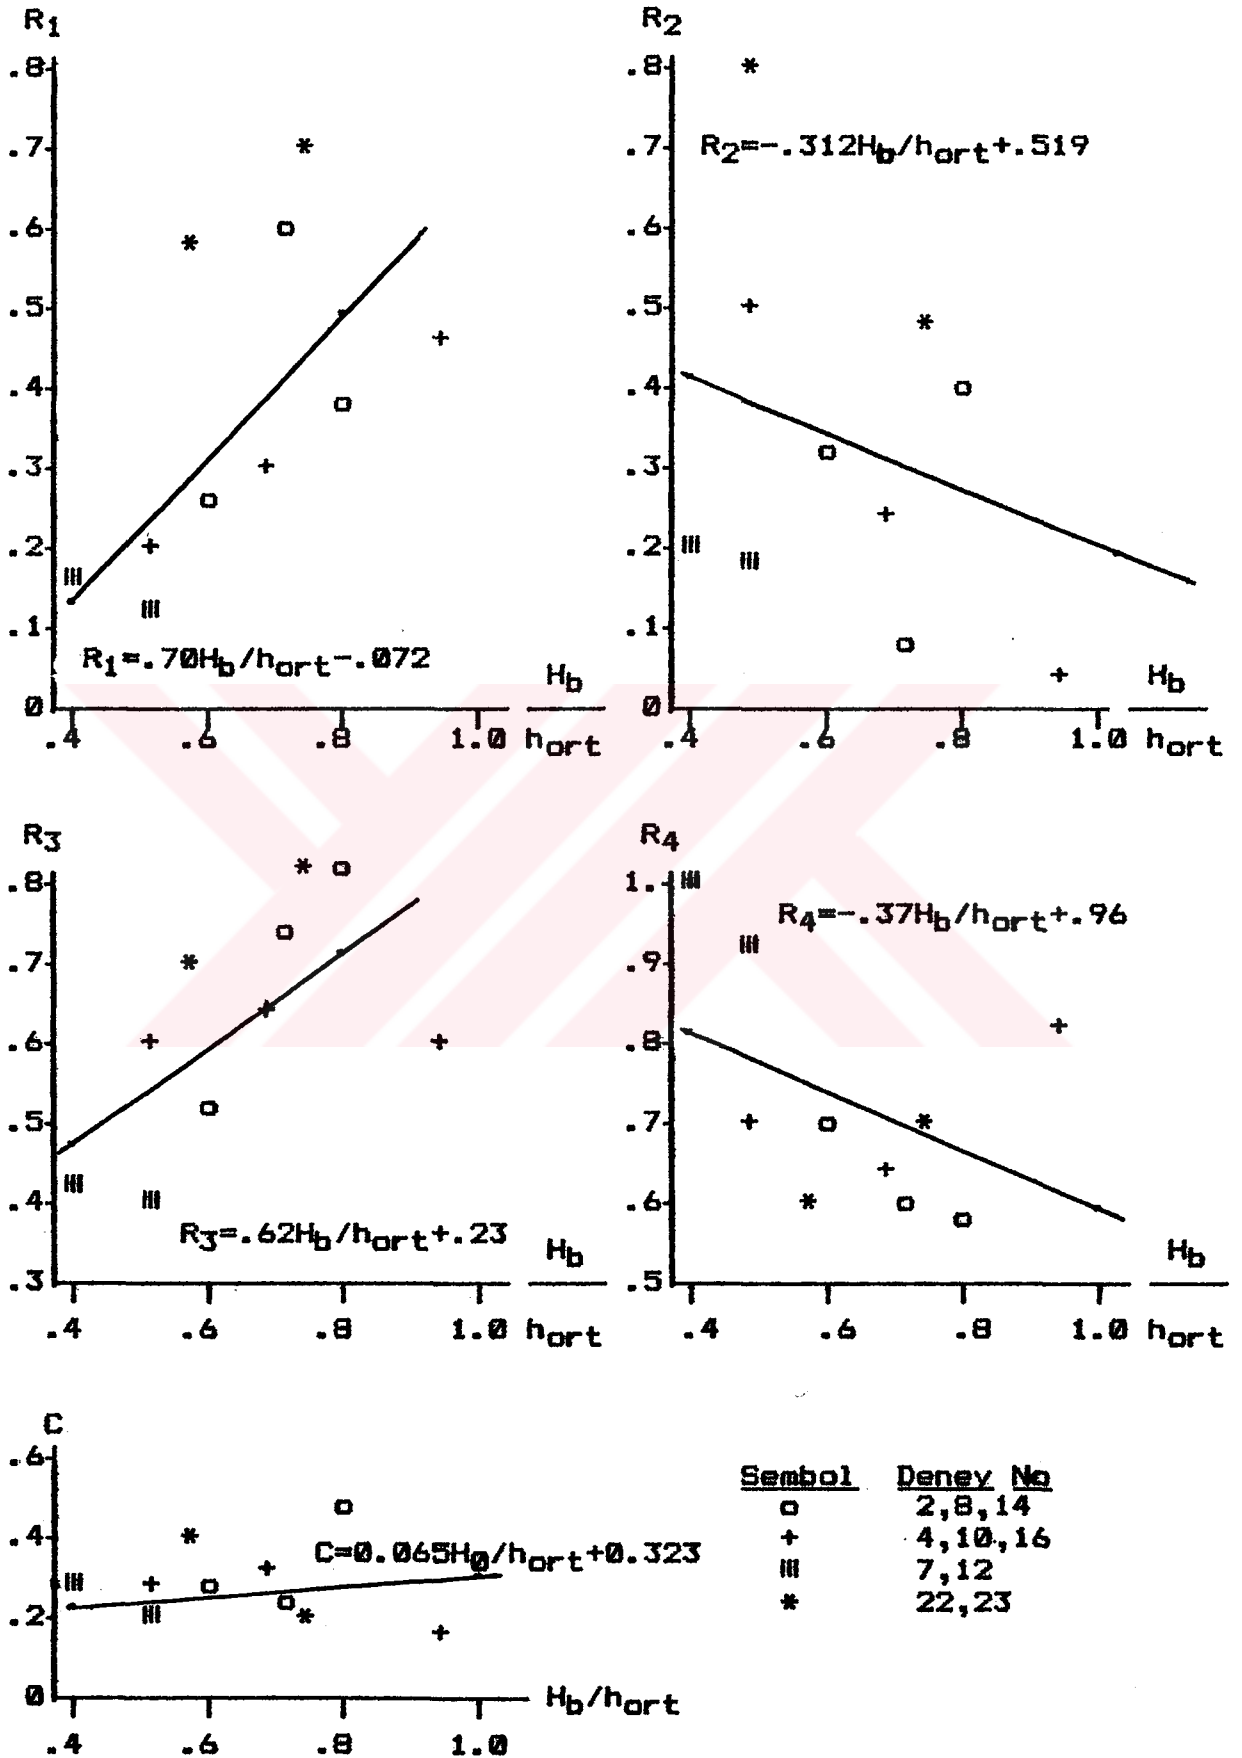 R1
.8
.7
.6
.5
.4
.3
.2
.1
0
R1=.70Hb/hort-.072
Hb
hort
.4 .6 .8 1.0
R2
.8
.7
.6
.5
.4
.3
.2
.1
0
R2=-.312Hb/hort+.519
Hb
hort
.4 .6 .8 1.0
R3
.8
.7
.6
.5
.4
.3
R3=.62Hb/hort+.23
Hb
.4 .6 .8 1.0 hort
R4
1.
.9
.8
.7
.6
.5
R4=-.37Hb/hort+.96
Hb
.4 .6 .8 1.0 hort
C
.6
.4
.2
0
C=0.065H0/hort+0.323
Hb/hort
.4 .6 .8 1.0
Sembol Deney No
□ 2,8,14
+ 4,10,16
7,12
* 22,23